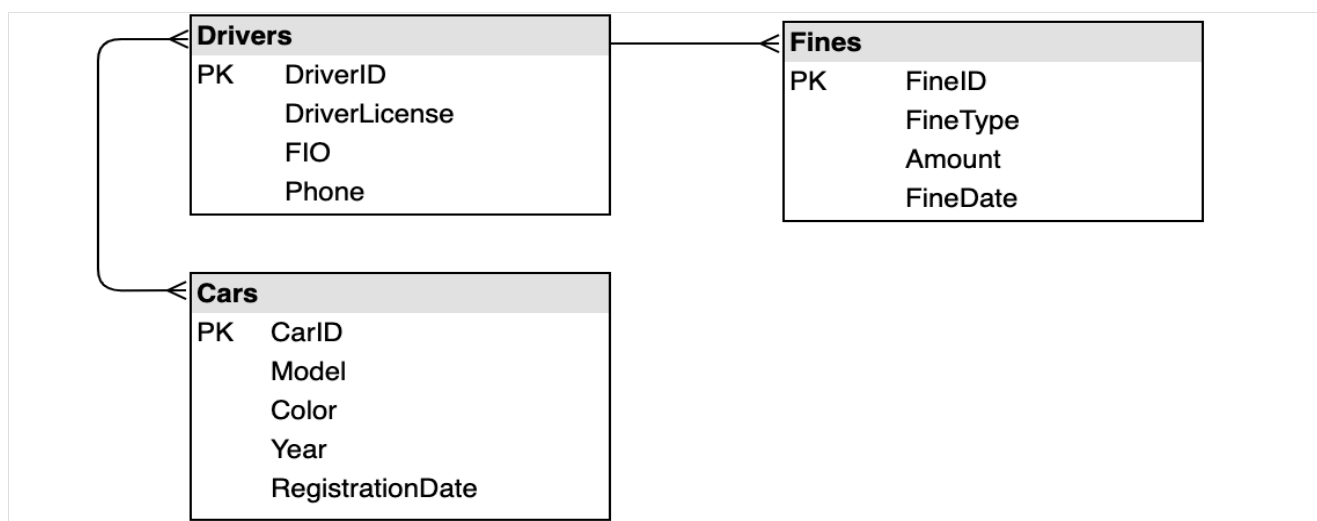 Drivers
PK DriverID
DriverLicense
FIO
Phone
Fines
PK FineID
FineType
Amount
FineDate
Cars
PK CarID
Model
Color
Year
RegistrationDate